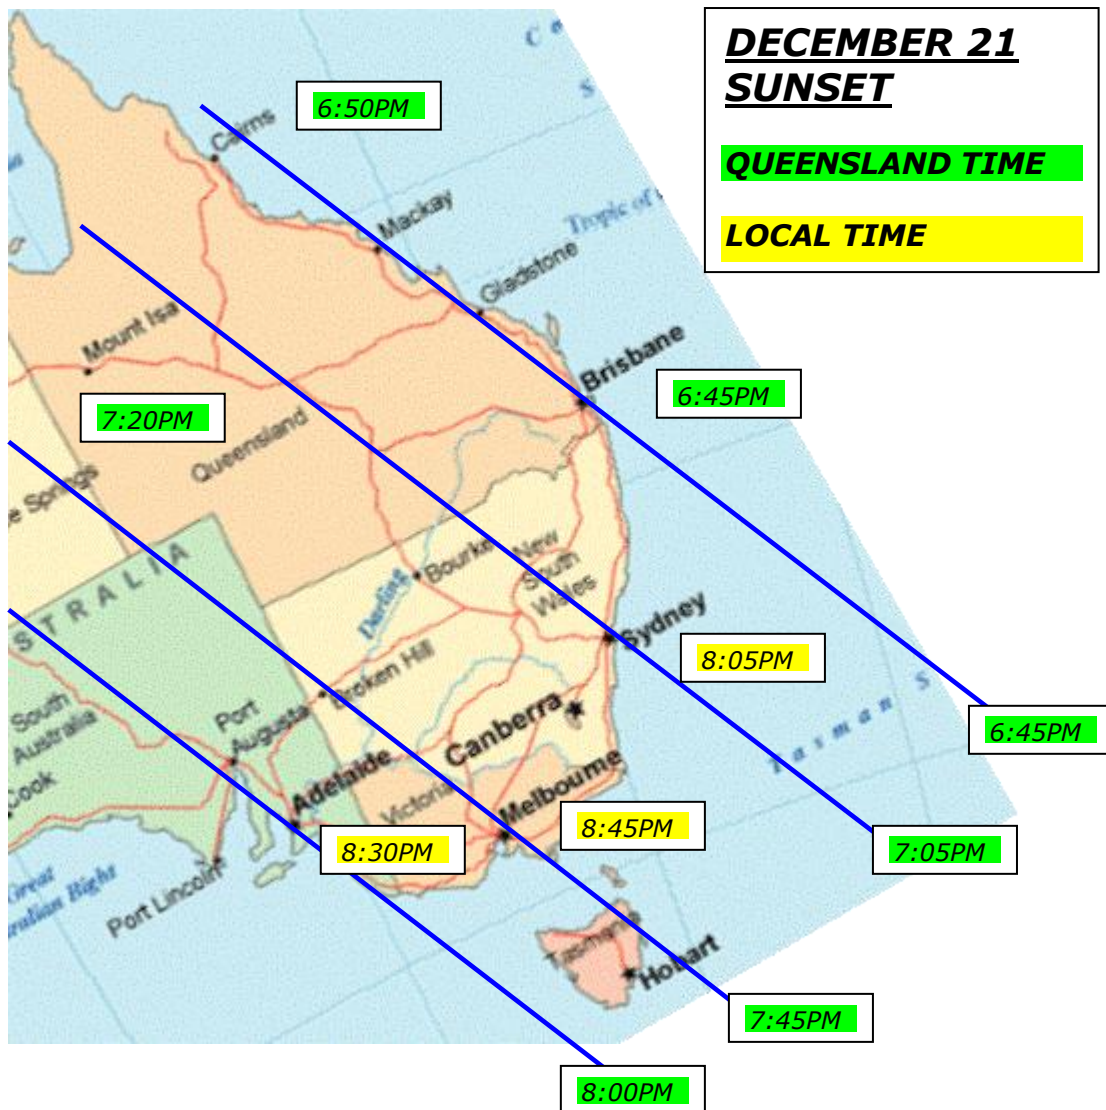 DECEMBER 21
SUNSET
QUEENSLAND TIME
LOCAL TIME
6:50PM
Cairns
Mackay
Tropic of
Gladstone
Mount Isa
Brisbane
6:45PM
7:20PM
Queensland
e Springs
Bourke
New
South
Wales
Darling
STRALIA
Sydney
8:05PM
Broken Hill
South
Australia
Port
Augusta
Canberra
Tasman S
6:45PM
Cook
Adelaide
Victoria
Melbourne
8:45PM
8:30PM
7:05PM
Great
ralian Bight
Port Lincoln
Tasmania
Hobart
7:45PM
8:00PM